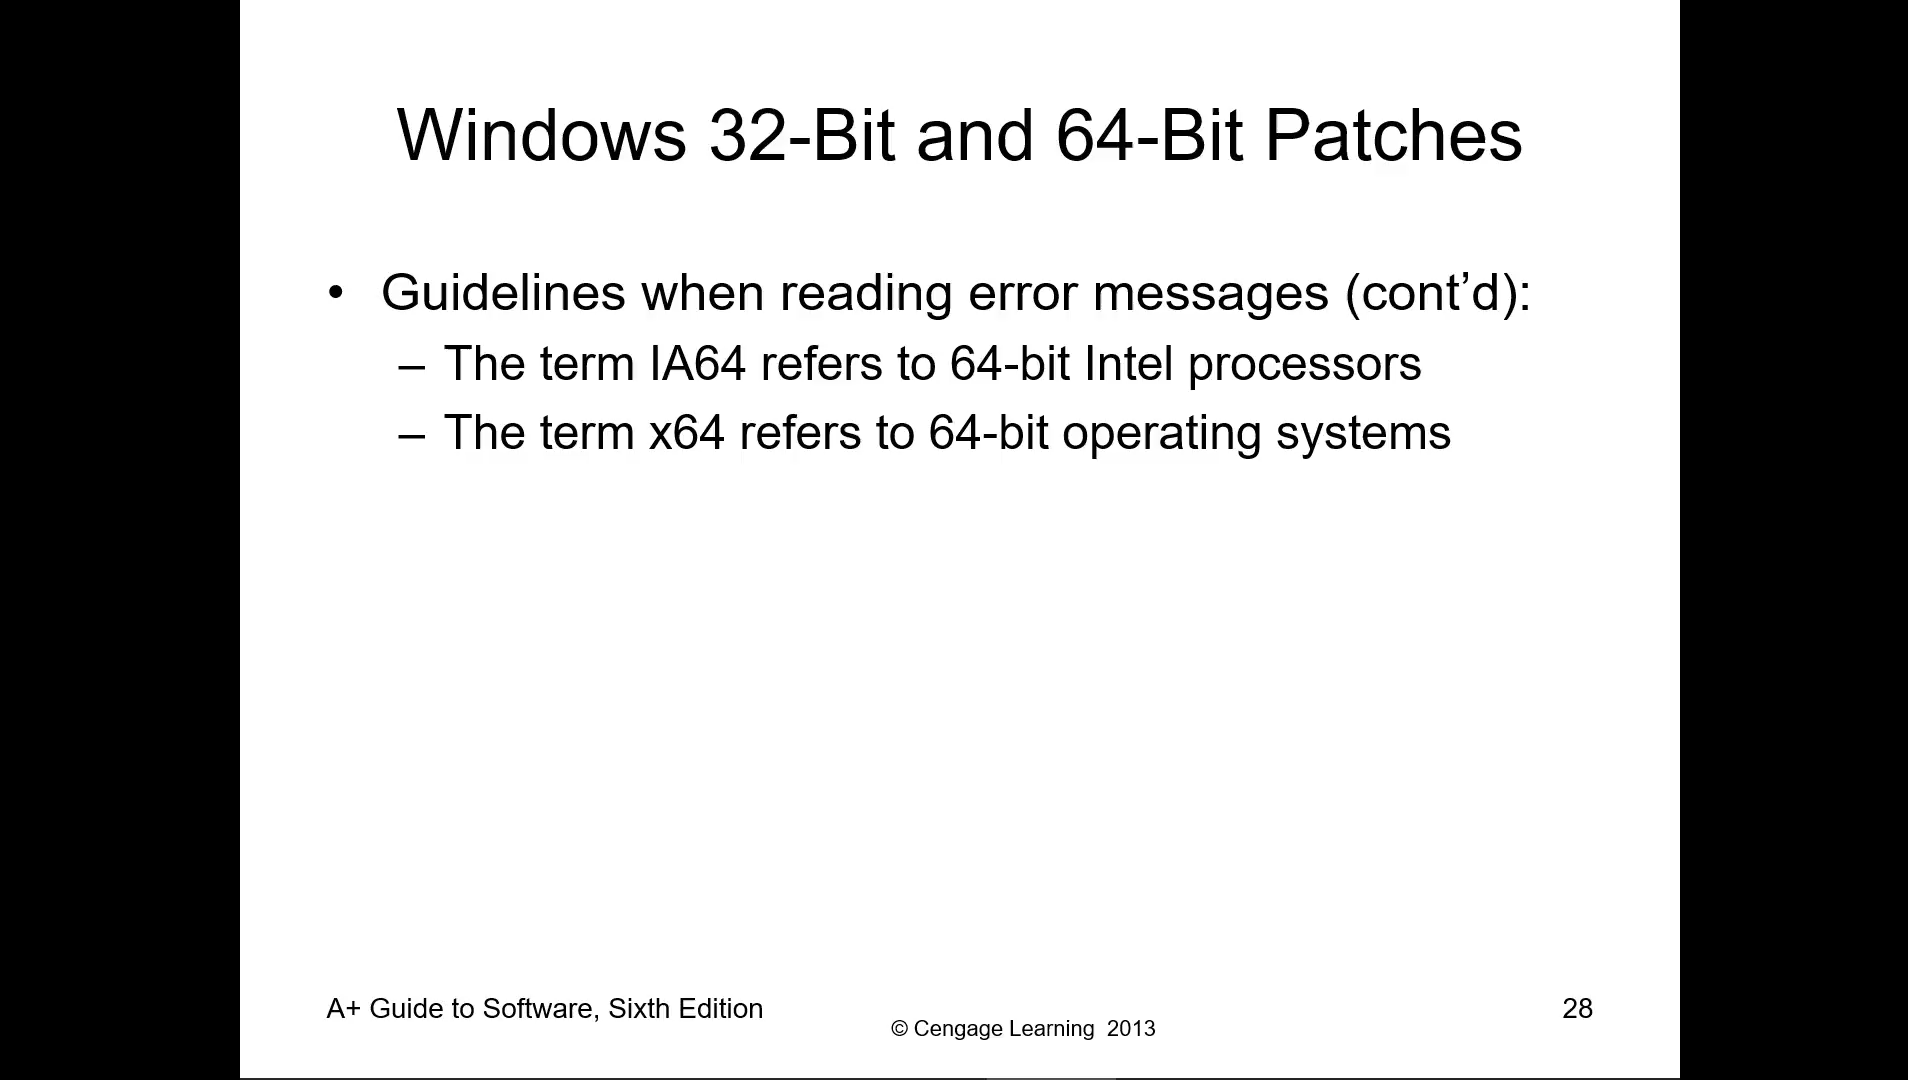 Windows 32-Bit and 64-Bit Patches
• Guidelines when reading error messages (cont’d):
– The term IA64 refers to 64-bit Intel processors
– The term x64 refers to 64-bit operating systems
A+ Guide to Software, Sixth Edition
© Cengage Learning 2013
28